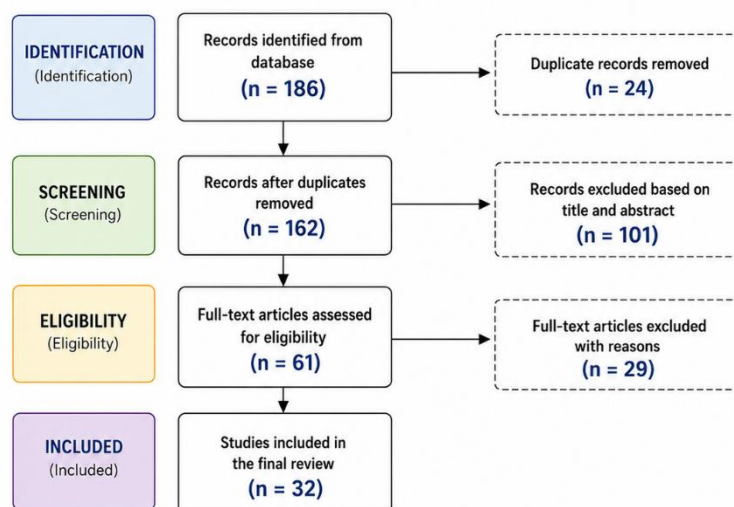 IDENTIFICATION
(Identification)
Records identified from
database
(n = 186)
Duplicate records removed
(n = 24)
SCREENING
(Screening)
Records after duplicates
removed
(n = 162)
Records excluded based on
title and abstract
(n = 101)
ELIGIBILITY
(Eligibility)
Full-text articles assessed
for eligibility
(n = 61)
Full-text articles excluded
with reasons
(n = 29)
INCLUDED
(Included)
Studies included in
the final review
(n = 32)